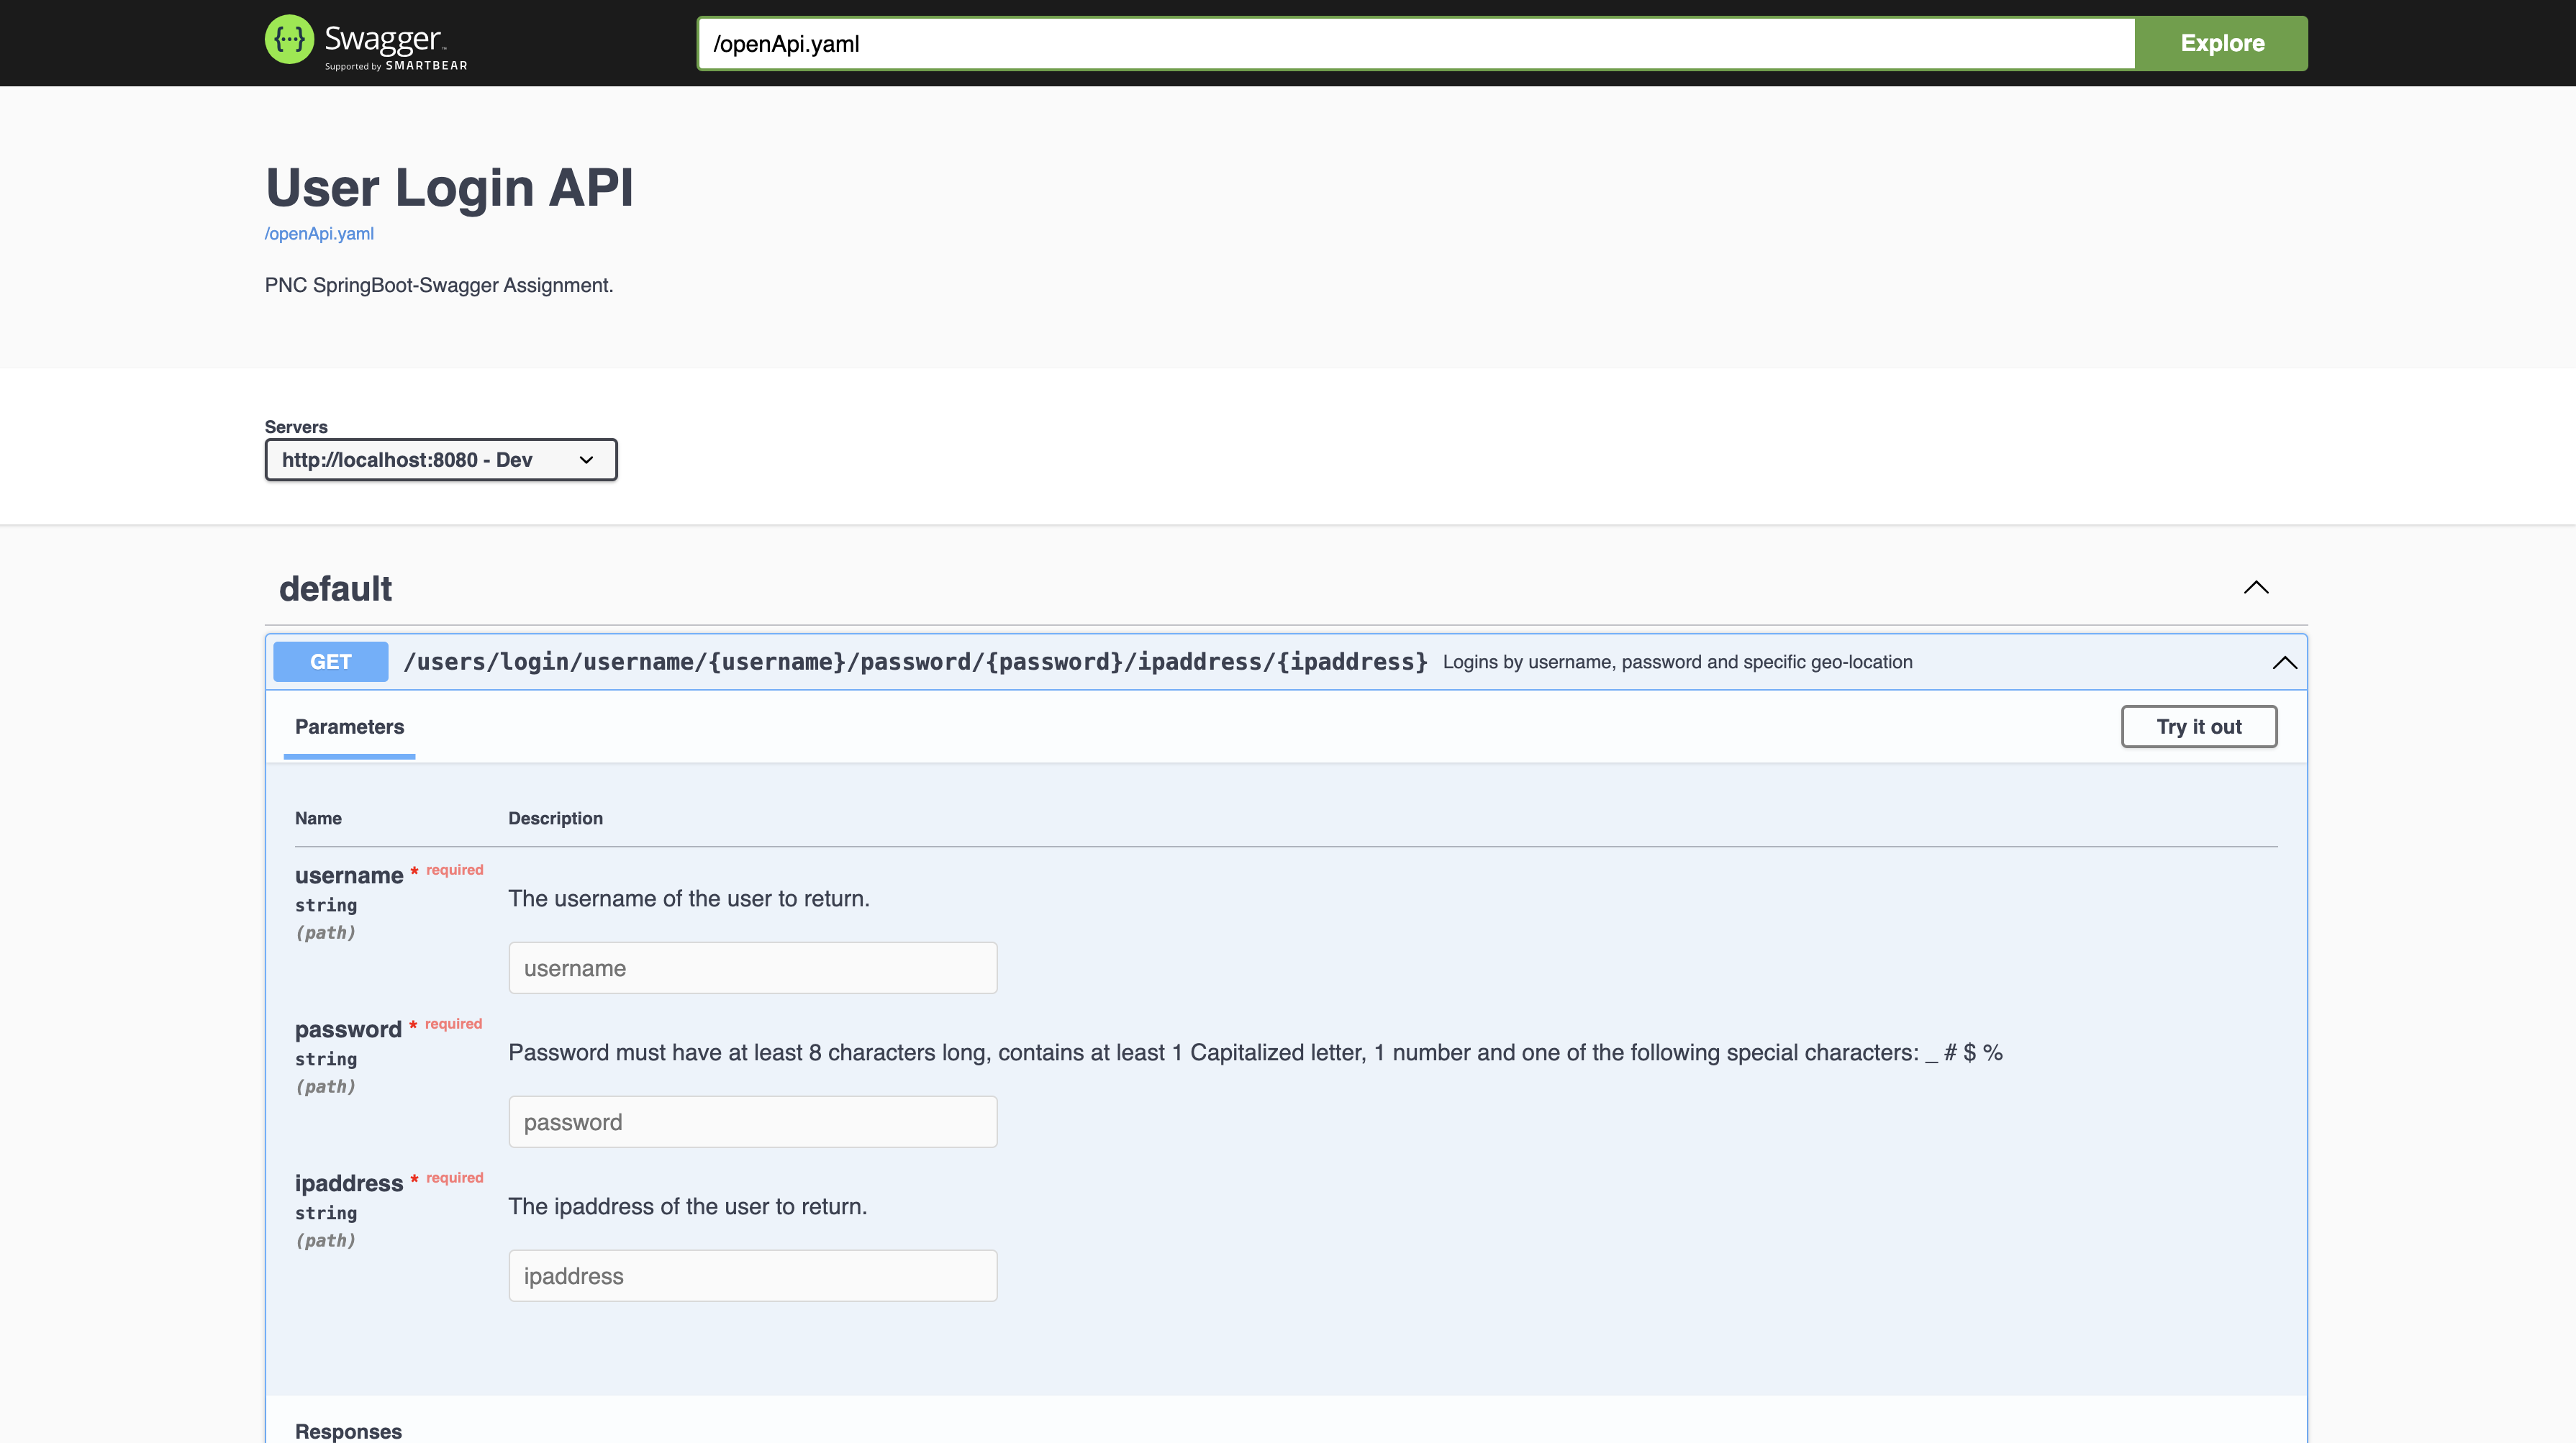 {···} Swagger™
Supported by SMARTBEAR
/openApi.yaml
Explore
User Login API
/openApi.yaml
PNC SpringBoot-Swagger Assignment.
Servers
http://localhost:8080 - Dev
default
GET /users/login/username/{username}/password/{password}/ipaddress/{ipaddress} Logins by username, password and specific geo-location
Parameters
Try it out
Name Description
username * required
string
(path)
The username of the user to return.
username
password * required
string
(path)
Password must have at least 8 characters long, contains at least 1 Capitalized letter, 1 number and one of the following special characters: _ # $ %
password
ipaddress * required
string
(path)
The ipaddress of the user to return.
ipaddress
Responses